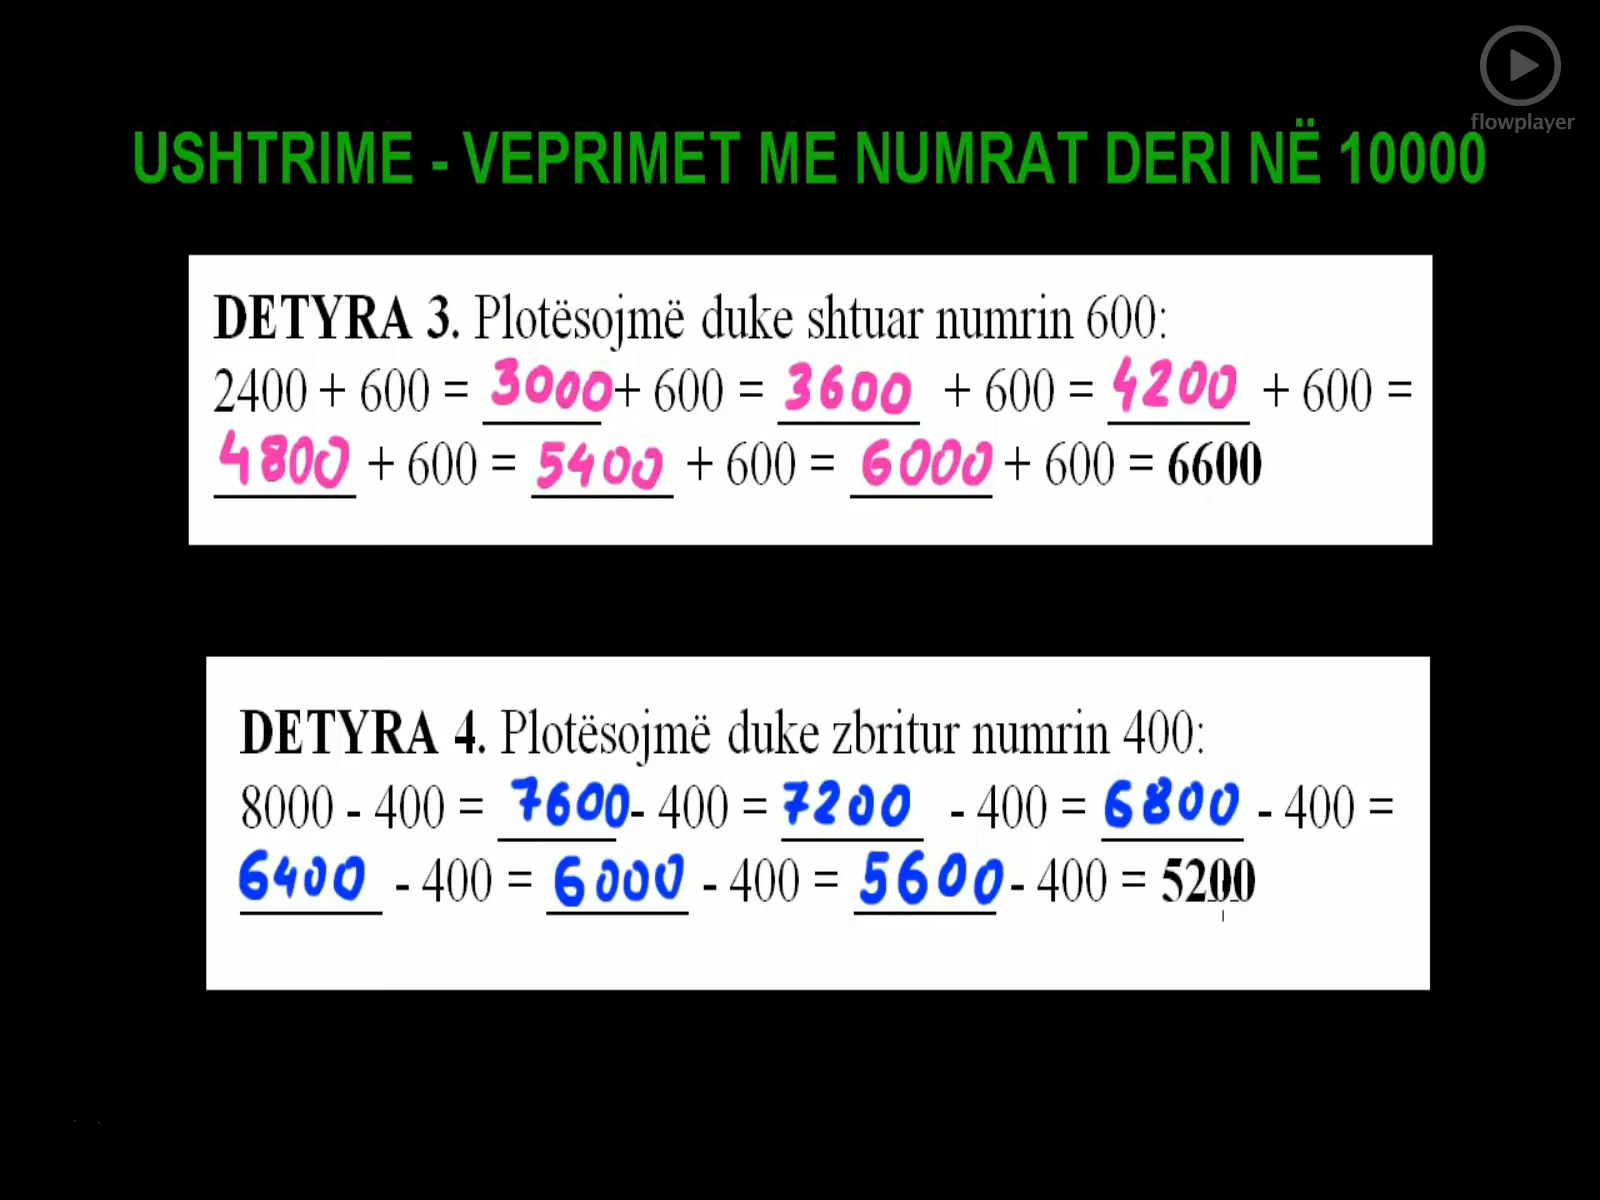 flowplayer
USHTRIME - VEPRIMET ME NUMRAT DERI NË 10000
DETYRA 3. Plotësojmë duke shtuar numrin 600:
2400 + 600 = 3000 + 600 = 3600 + 600 = 4200 + 600 =
4800 + 600 = 5400 + 600 = 6000 + 600 = 6600
DETYRA 4. Plotësojmë duke zbritur numrin 400:
8000 - 400 = 7600 - 400 = 7200 - 400 = 6800 - 400 =
6400 - 400 = 6000 - 400 = 5600 - 400 = 5200